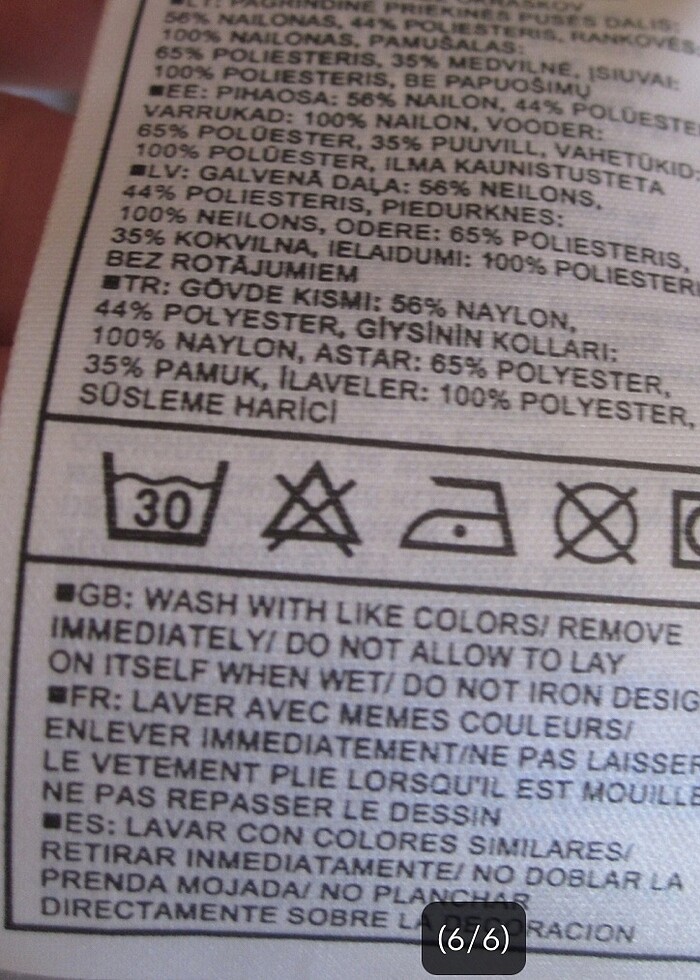 ■LT: PAGRINDINĖ PRIEKINĖS PUSĖS DALIS:
56% NAILONAS, 44% POLIESTERIS, RANKOVĖS
100% NAILONAS, PAMUŠALAS:
65% POLIESTERIS, 35% MEDVILNĖ, ĮSIUVAI:
100% POLIESTERIS, BE PAPUOŠIMŲ
■EE: PIHAOSA: 56% NAILON, 44% POLÜESTE
VARRUKAD: 100% NAILON, VOODER:
65% POLÜESTER, 35% PUUVILL, VAHETÜKID:
100% POLÜESTER, ILMA KAUNISTUSTETA
■LV: GALVENĀ DAĻA: 56% NEILONS,
44% POLIESTERIS, PIEDURKNES:
100% NEILONS, ODERE: 65% POLIESTERIS,
35% KOKVILNA, IELAIDUMI: 100% POLIESTERI
BEZ ROTĀJUMIEM
■TR: GÖVDE KISMI: 56% NAYLON,
44% POLYESTER, GİYSİNİN KOLLARI:
100% NAYLON, ASTAR: 65% POLYESTER,
35% PAMUK, İLAVELER: 100% POLYESTER,
SÜSLEME HARİCİ
30
■GB: WASH WITH LIKE COLORS/ REMOVE
IMMEDIATELY/ DO NOT ALLOW TO LAY
ON ITSELF WHEN WET/ DO NOT IRON DESIG
■FR: LAVER AVEC MEMES COULEURS/
ENLEVER IMMEDIATEMENT/NE PAS LAISSER
LE VETEMENT PLIE LORSQU'IL EST MOUILLE
NE PAS REPASSER LE DESSIN
■ES: LAVAR CON COLORES SIMILARES/
RETIRAR INMEDIATAMENTE/ NO DOBLAR LA
PRENDA MOJADA/ NO PLANCHAR
DIRECTAMENTE SOBRE LA DECORACION
(6/6)